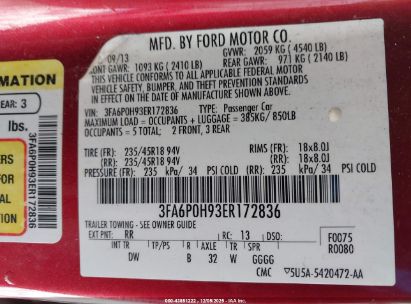 MFD. BY FORD MOTOR CO.
09/13 GVWR: 2059 KG (4540 LB)
FRONT GAWR: 1093 KG (2410 LB) REAR GAWR: 971 KG (2140 LB)
THIS VEHICLE CONFORMS TO ALL APPLICABLE FEDERAL MOTOR
VEHICLE SAFETY, BUMPER, AND THEFT PREVENTION STANDARDS
IN EFFECT ON THE DATE OF MANUFACTURE SHOWN ABOVE.
VIN: 3FA6P0H93ER172836 TYPE: Passenger Car
MAXIMUM LOAD = OCCUPANTS + LUGGAGE = 385KG/850LB
OCCUPANTS = 5 TOTAL: 2 FRONT, 3 REAR
TIRE (FR): 235/45R18 94V RIMS (FR): 18x8.0J
(RR): 235/45R18 94V (RR): 18x8.0J
PRESSURE (FR): 235 kPa/ 34 PSI COLD (RR): 235 kPa/ 34 PSI COLD
3FA6P0H93ER172836
TRAILER TOWING - SEE OWNER GUIDE
EXT PNT: RR RC: 13 DSO: F0075
R0080
INT TR TP/PS R AXLE TR SPR
DW B 32 W GGGG
CMC 5U5A-5420472-AA
MATION
EAR: 3
lbs.
3FA6P0H93ER172836
ERS